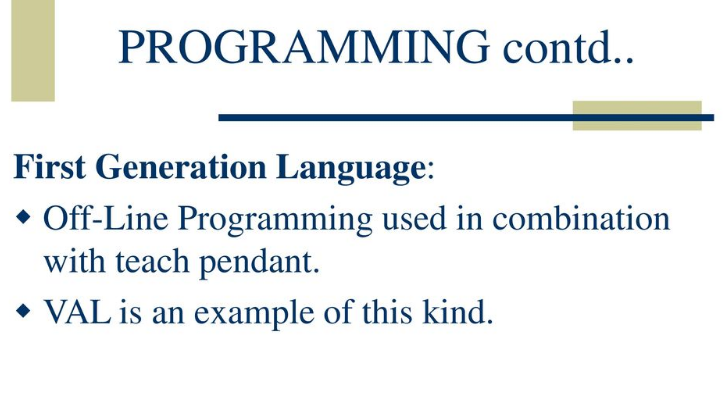 PROGRAMMING contd..
First Generation Language:
◆ Off-Line Programming used in combination
with teach pendant.
◆ VAL is an example of this kind.